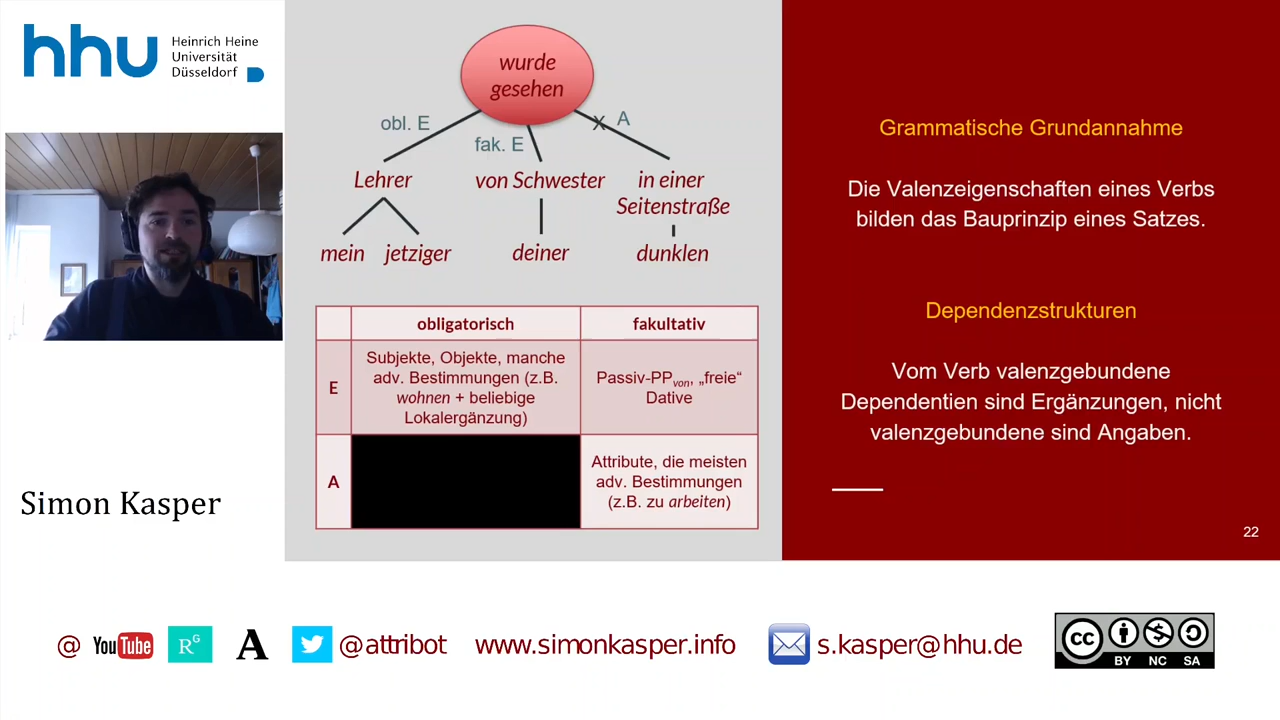 hhu
Heinrich Heine
Universität
Düsseldorf
Simon Kasper
wurde
gesehen
obl. E
fak. E
X A
Lehrer
von Schwester
in einer
Seitenstraße
mein
jetziger
deiner
dunklen
obligatorisch
fakultativ
E
Subjekte, Objekte, manche
adv. Bestimmungen (z.B.
wohnen + beliebige
Lokalergänzung)
Passiv-PPvon, „freie“
Dative
A
Attribute, die meisten
adv. Bestimmungen
(z.B. zu arbeiten)
Grammatische Grundannahme
Die Valenzeigenschaften eines Verbs
bilden das Bauprinzip eines Satzes.
Dependenzstrukturen
Vom Verb valenzgebundene
Dependentien sind Ergänzungen, nicht
valenzgebundene sind Angaben.
22
@ YouTube RG A @attribot www.simonkasper.info s.kasper@hhu.de
cc BY NC SA